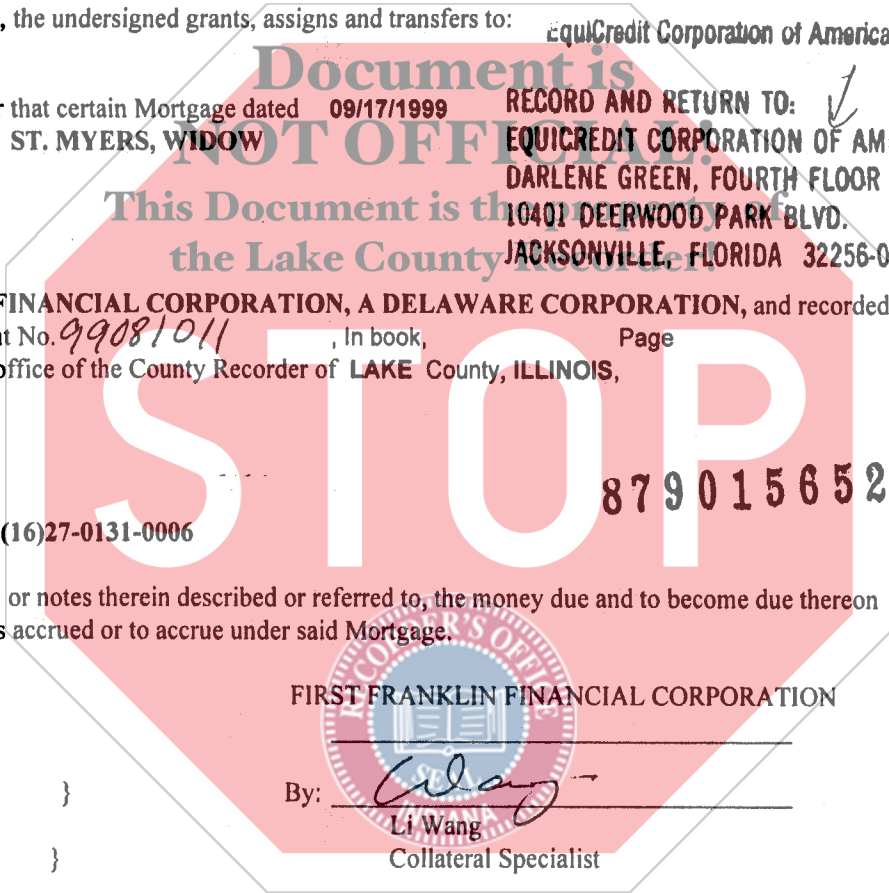 , the undersigned grants, assigns and transfers to:
EquiCredit Corporation of America
Document is
NOT OFFICIAL!
This Document is the property of
the Lake County Recorder!
that certain Mortgage dated 09/17/1999
ST. MYERS, WIDOW
RECORD AND RETURN TO:
EQUICREDIT CORPORATION OF AM
DARLENE GREEN, FOURTH FLOOR
10401 DEERWOOD PARK BLVD.
JACKSONVILLE, FLORIDA 32256-0
FINANCIAL CORPORATION, A DELAWARE CORPORATION, and recorded
t No. 99081011 , In book, Page
office of the County Recorder of LAKE County, ILLINOIS,
STOP
879015652
(16)27-0131-0006
or notes therein described or referred to, the money due and to become due thereon
s accrued or to accrue under said Mortgage.
RECORDER'S OFFICE
SEAL
INDIANA
FIRST FRANKLIN FINANCIAL CORPORATION
} By:
Li Wang
} Collateral Specialist